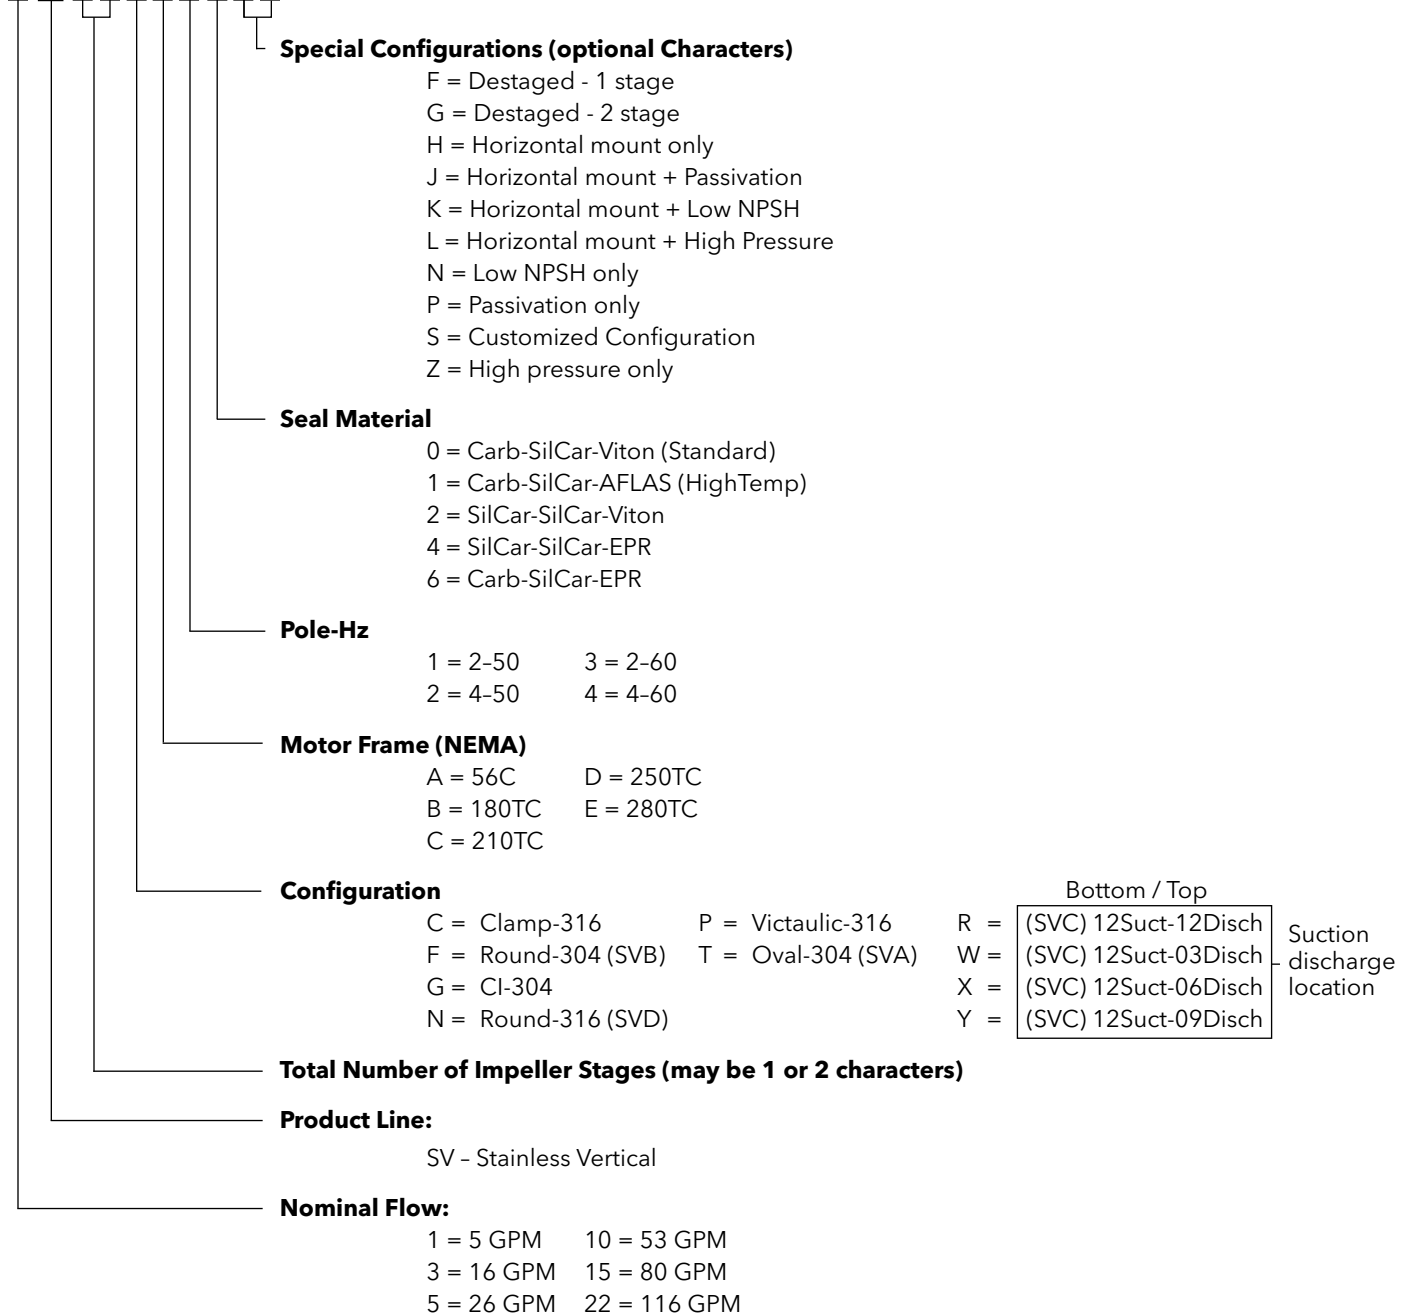 Special Configurations (optional Characters)
F = Destaged - 1 stage
G = Destaged - 2 stage
H = Horizontal mount only
J = Horizontal mount + Passivation
K = Horizontal mount + Low NPSH
L = Horizontal mount + High Pressure
N = Low NPSH only
P = Passivation only
S = Customized Configuration
Z = High pressure only
Seal Material
0 = Carb-SilCar-Viton (Standard)
1 = Carb-SilCar-AFLAS (HighTemp)
2 = SilCar-SilCar-Viton
4 = SilCar-SilCar-EPR
6 = Carb-SilCar-EPR
Pole-Hz
1 = 2–50 3 = 2–60
2 = 4–50 4 = 4–60
Motor Frame (NEMA)
A = 56C D = 250TC
B = 180TC E = 280TC
C = 210TC
Configuration
Bottom / Top
C = Clamp-316 P = Victaulic-316 R = (SVC) 12Suct-12Disch
F = Round-304 (SVB) T = Oval-304 (SVA) W = (SVC) 12Suct-03Disch
G = CI-304 X = (SVC) 12Suct-06Disch
N = Round-316 (SVD) Y = (SVC) 12Suct-09Disch
Suction
discharge
location
Total Number of Impeller Stages (may be 1 or 2 characters)
Product Line:
SV – Stainless Vertical
Nominal Flow:
1 = 5 GPM 10 = 53 GPM
3 = 16 GPM 15 = 80 GPM
5 = 26 GPM 22 = 116 GPM